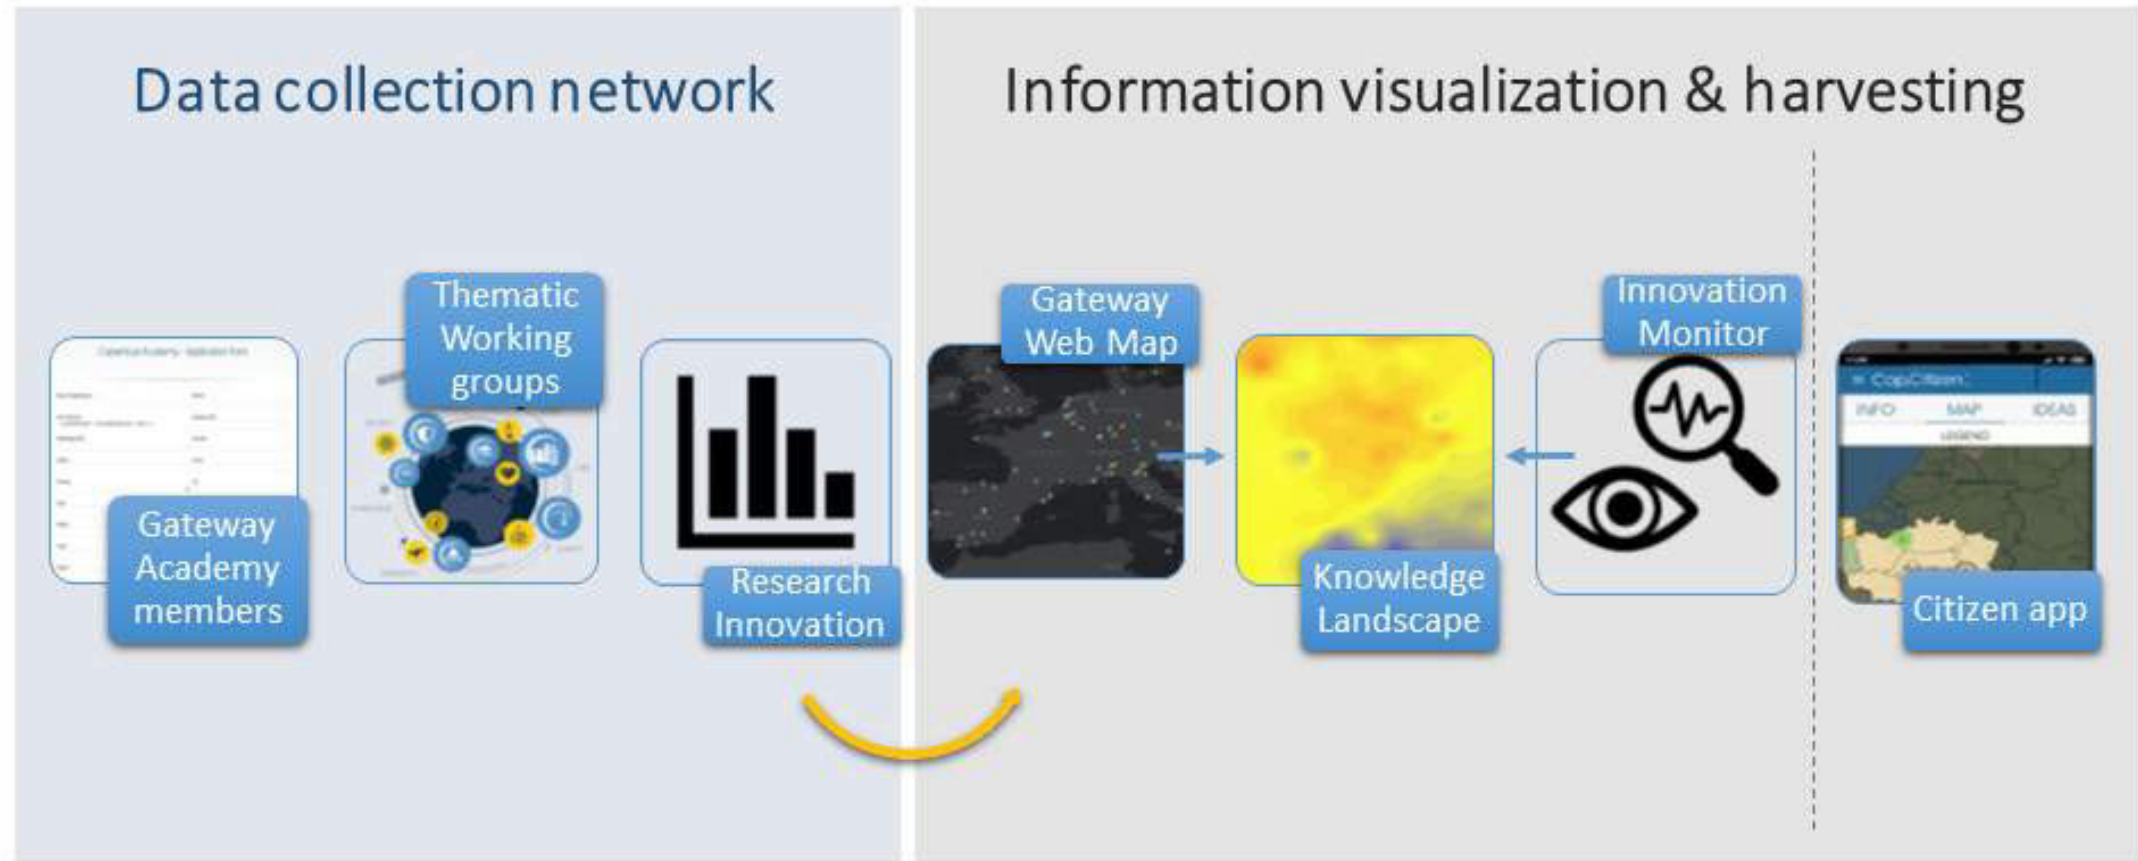 Data collection network
Information visualization & harvesting
Gateway
Academy
members
Thematic
Working
groups
Research
Innovation
Gateway
Web Map
Knowledge
Landscape
Innovation
Monitor
CopCitizen
INFO MAP IDEAS
LEGEND
Citizen app